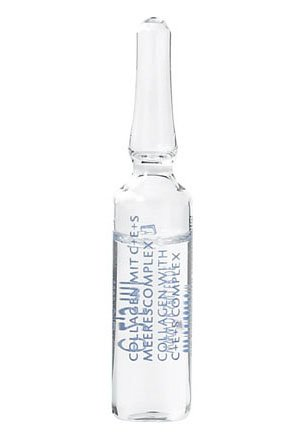 COLLAGEN MIT C+E+S
MEERESCOMPLEX
COLLAGEN WITH
C+E+S COMPLEX